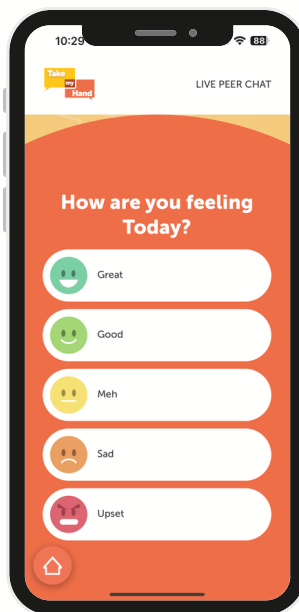 10:29
88
Take
my
Hand
LIVE PEER CHAT
How are you feeling
Today?
Great
Good
Meh
Sad
Upset